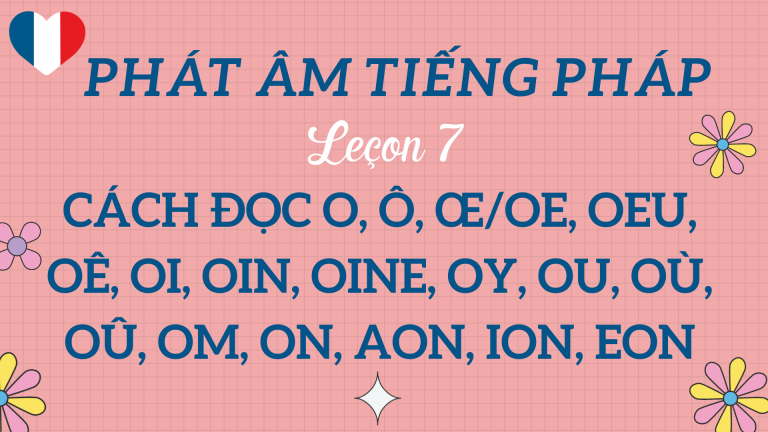 PHÁT ÂM TIẾNG PHÁP
Leçon 7
CÁCH ĐỌC O, Ô, Œ/OE, OEU,
OÊ, OI, OIN, OINE, OY, OU, OÙ,
OÛ, OM, ON, AON, ION, EON